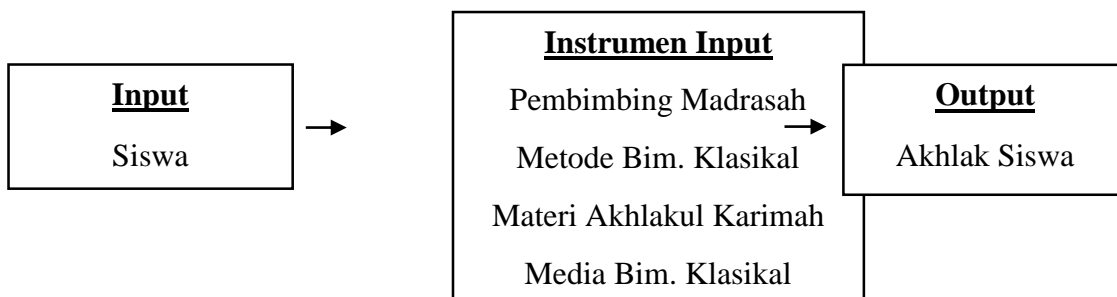 Input
Siswa
Instrumen Input
Pembimbing Madrasah
Metode Bim. Klasikal
Materi Akhlakul Karimah
Media Bim. Klasikal
Output
Akhlak Siswa